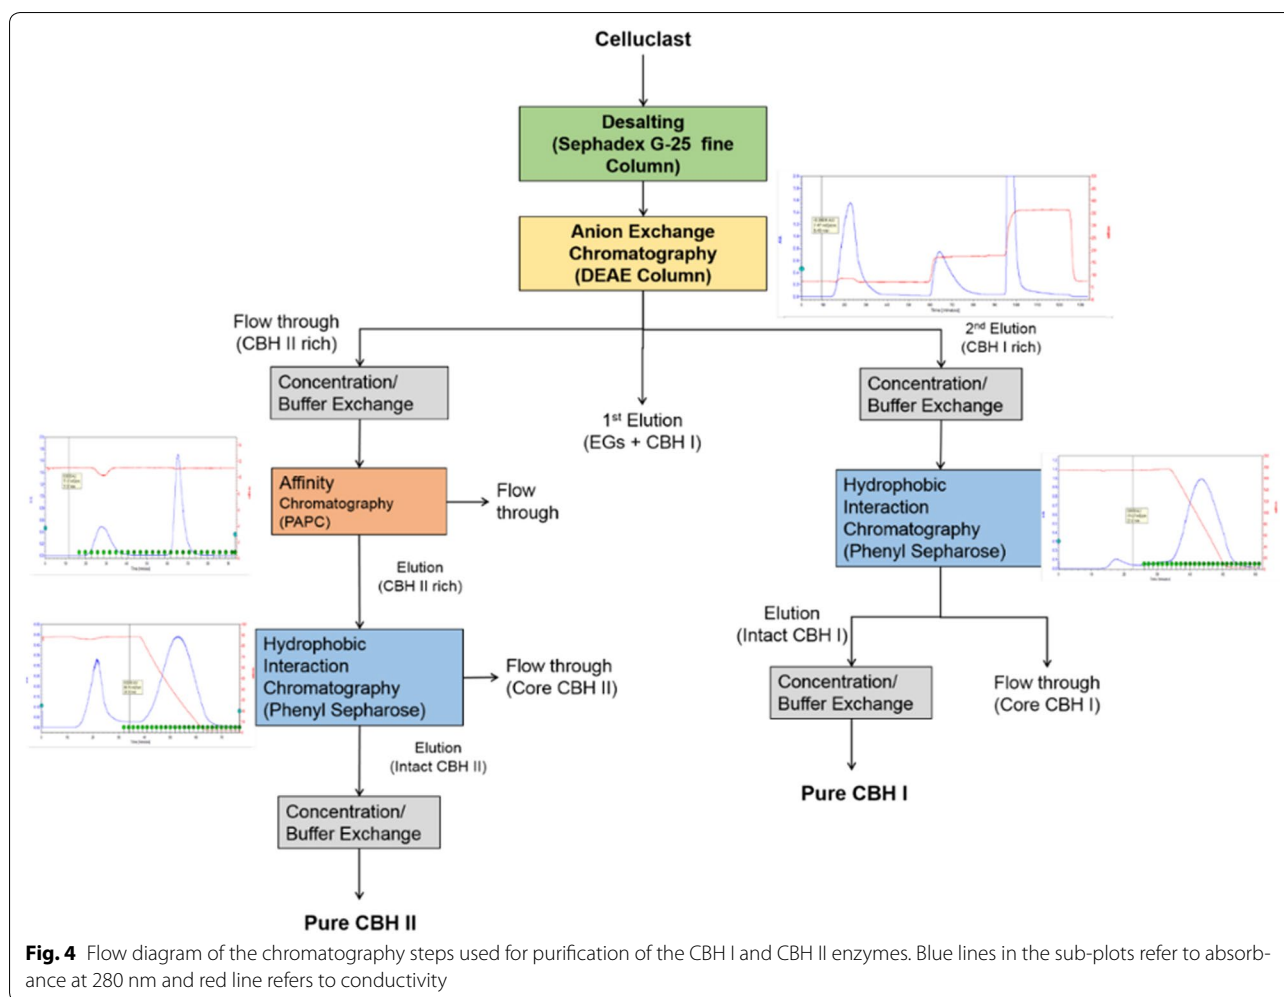 Celluclast
Desalting
(Sephadex G-25 fine
Column)
Anion Exchange
Chromatography
(DEAE Column)
Flow through
(CBH II rich)
2nd Elution
(CBH I rich)
Concentration/
Buffer Exchange
1st Elution
(EGs + CBH I)
Concentration/
Buffer Exchange
Affinity
Chromatography
(PAPC)
Flow
through
Hydrophobic
Interaction
Chromatography
(Phenyl Sepharose)
Elution
(CBH II rich)
Hydrophobic
Interaction
Chromatography
(Phenyl Sepharose)
Flow through
(Core CBH II)
Elution
(Intact CBH I)
Concentration/
Buffer Exchange
Flow through
(Core CBH I)
Elution
(Intact CBH II)
Pure CBH I
Concentration/
Buffer Exchange
Pure CBH II
Fig. 4 Flow diagram of the chromatography steps used for purification of the CBH I and CBH II enzymes. Blue lines in the sub-plots refer to absorb-
ance at 280 nm and red line refers to conductivity